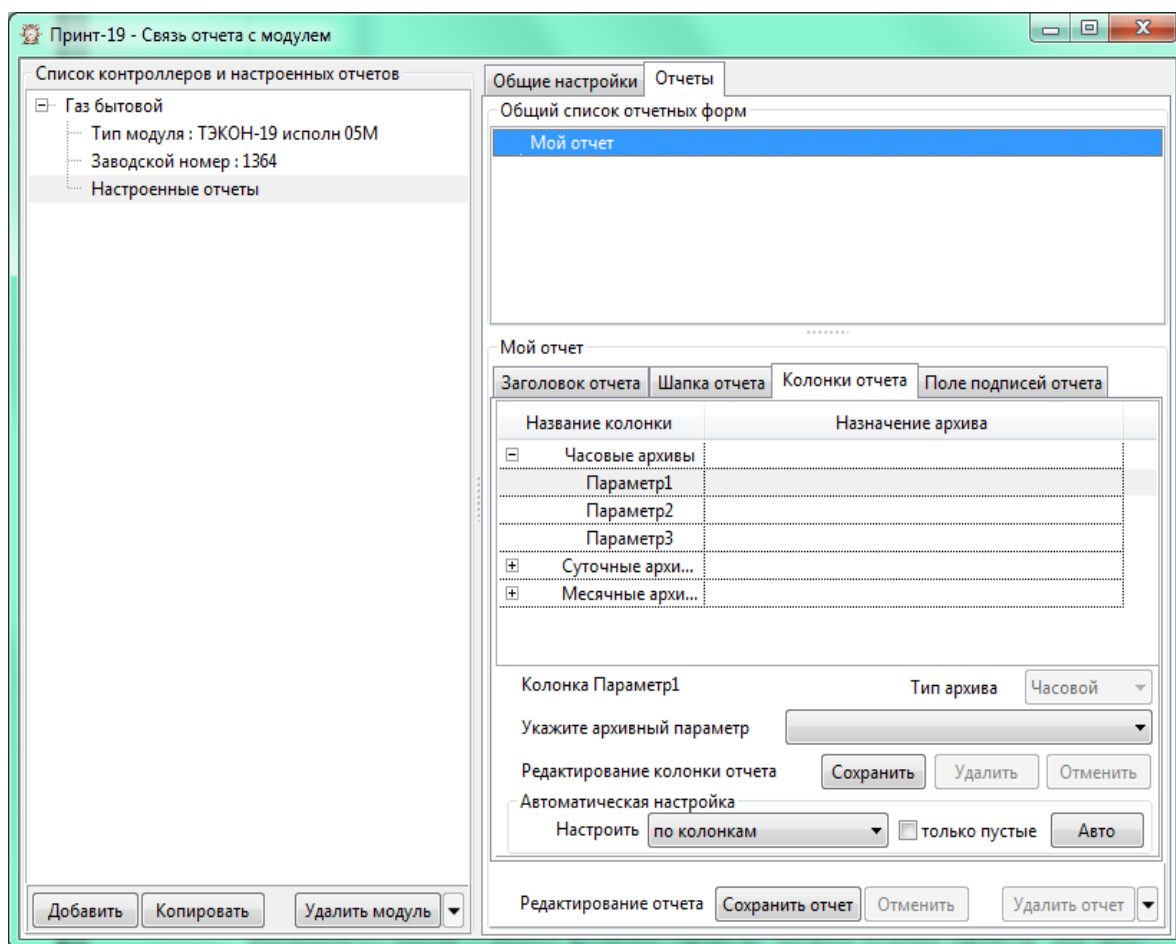 Принт-19 - Связь отчета с модулем
Список контроллеров и настроенных отчетов
Газ бытовой
Тип модуля : ТЭКОН-19 исполн 05М
Заводской номер : 1364
Настроенные отчеты
Добавить Копировать Удалить модуль
Общие настройки Отчеты
Общий список отчетных форм
Мой отчет
Мой отчет
Заголовок отчета Шапка отчета Колонки отчета Поле подписей отчета
Название колонки Назначение архива
Часовые архивы
Параметр1
Параметр2
Параметр3
Суточные архи...
Месячные архи...
Колонка Параметр1 Тип архива Часовой
Укажите архивный параметр
Редактирование колонки отчета Сохранить Удалить Отменить
Автоматическая настройка
Настроить по колонкам только пустые Авто
Редактирование отчета Сохранить отчет Отменить Удалить отчет